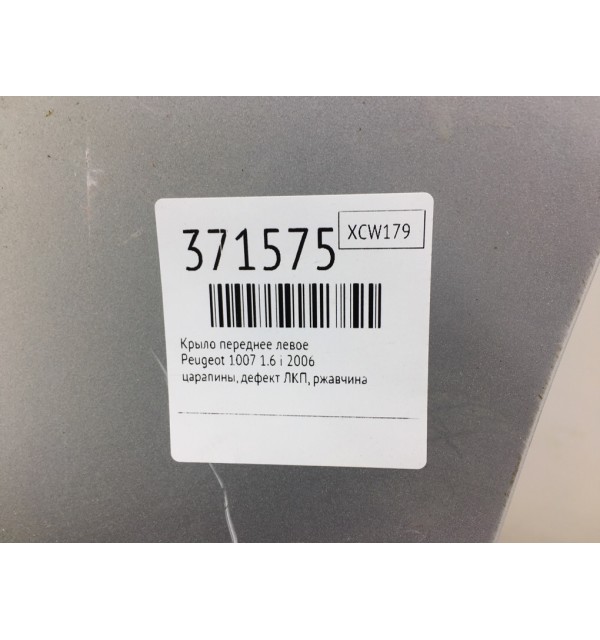 371575
XCW179
Крыло переднее левое
Peugeot 1007 1.6 i 2006
царапины, дефект ЛКП, ржавчина